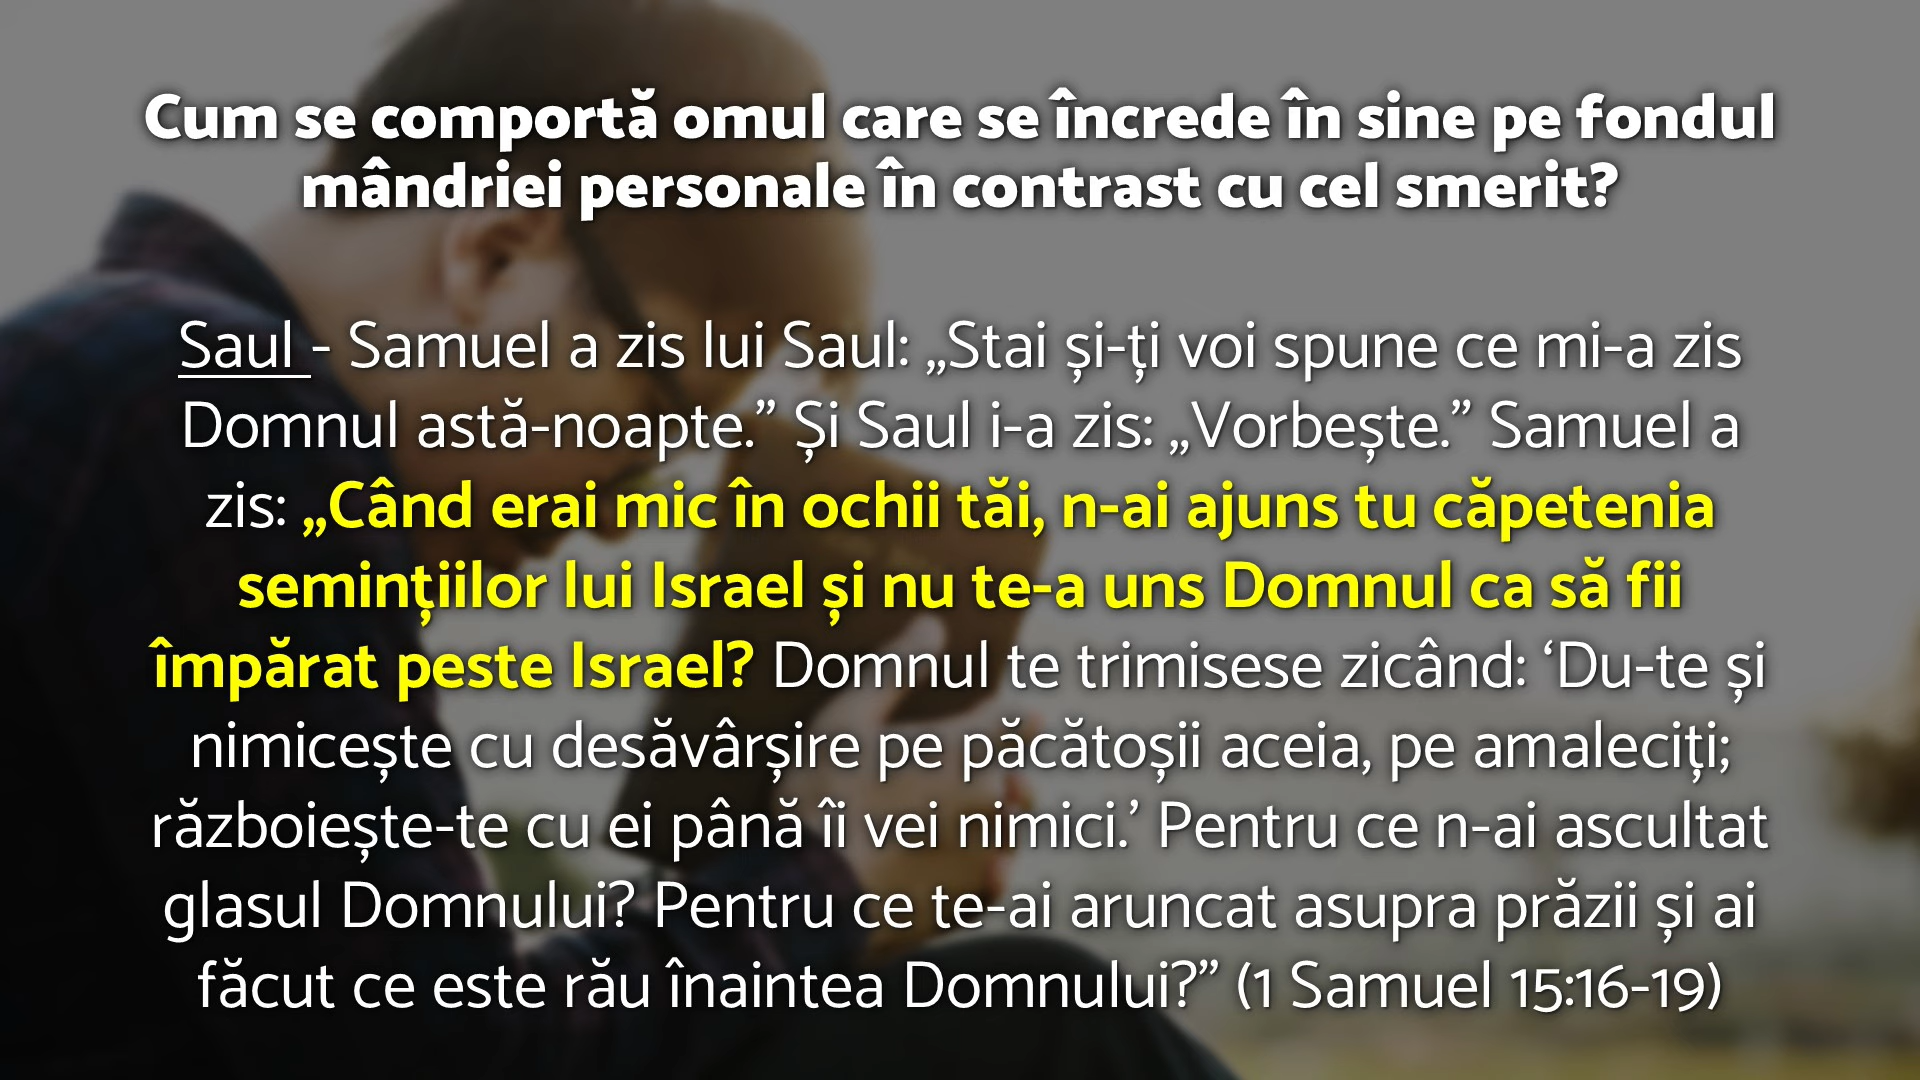 Cum se comportă omul care se încrede în sine pe fondul
mândriei personale în contrast cu cel smerit?
Saul - Samuel a zis lui Saul: „Stai și-ți voi spune ce mi-a zis
Domnul astă-noapte.” Și Saul i-a zis: „Vorbește.” Samuel a
zis: „Când erai mic în ochii tăi, n-ai ajuns tu căpetenia
semințiilor lui Israel și nu te-a uns Domnul ca să fii
împărat peste Israel? Domnul te trimisese zicând: ‘Du-te și
nimicește cu desăvârșire pe păcătoșii aceia, pe amaleciți;
războiește-te cu ei până îi vei nimici.’ Pentru ce n-ai ascultat
glasul Domnului? Pentru ce te-ai aruncat asupra prăzii și ai
făcut ce este rău înaintea Domnului?” (1 Samuel 15:16-19)